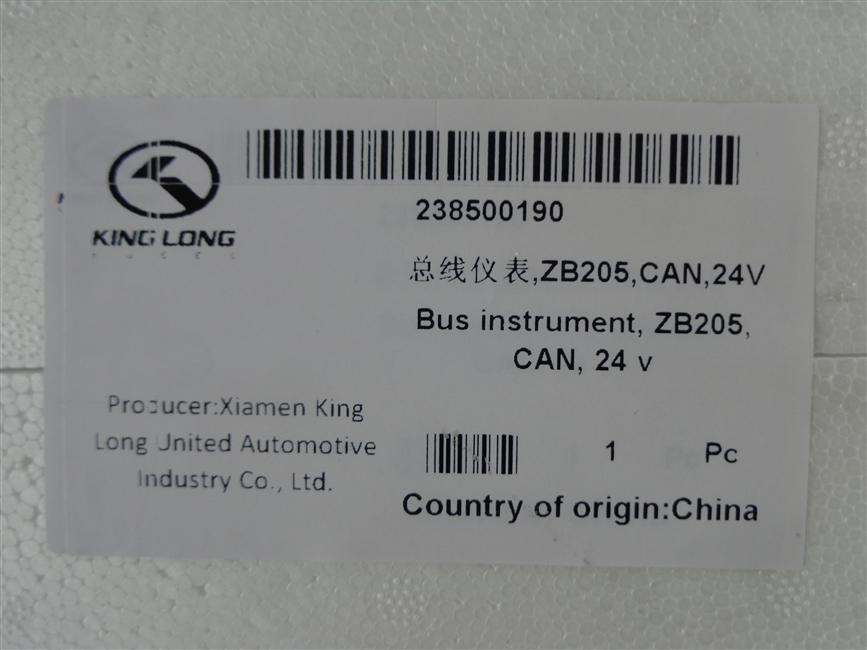 KING LONG
238500190
总线仪表,ZB205,CAN,24V
Bus instrument, ZB205,
CAN, 24 v
Producer:Xiamen King
Long United Automotive
Industry Co., Ltd.
1 Pc
Country of origin:China